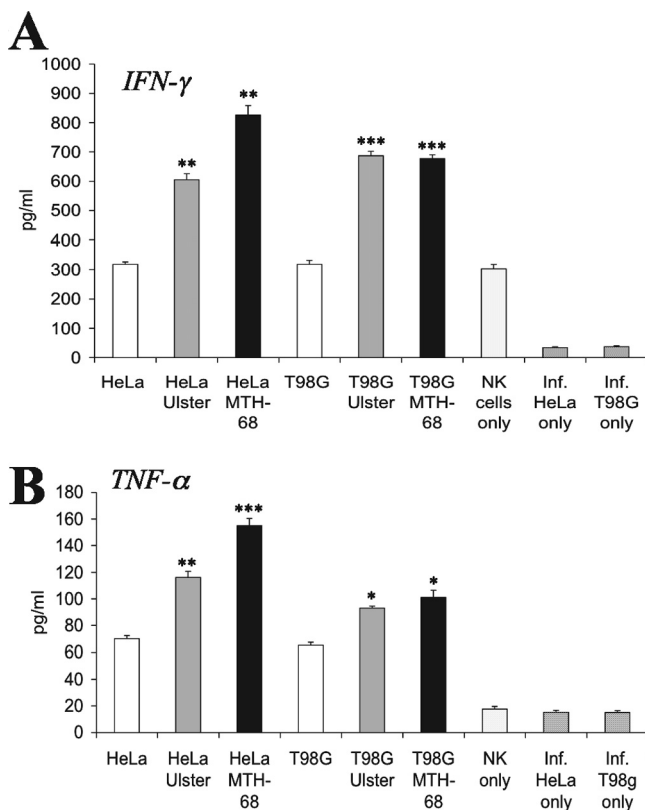 A
IFN-γ
1000
900
800
700
600
500
400
300
200
100
0
pg/ml
**
**
***
***
HeLa
HeLa
Ulster
HeLa
MTH-
68
T98G
T98G
Ulster
T98G
MTH-
68
NK
cells
only
Inf.
HeLa
only
Inf.
T98G
only
B
TNF-α
180
160
140
120
100
80
60
40
20
0
pg/ml
**
***
*
*
HeLa
HeLa
Ulster
HeLa
MTH-
68
T98G
T98G
Ulster
T98G
MTH-
68
NK
only
Inf.
HeLa
only
Inf.
T98g
only